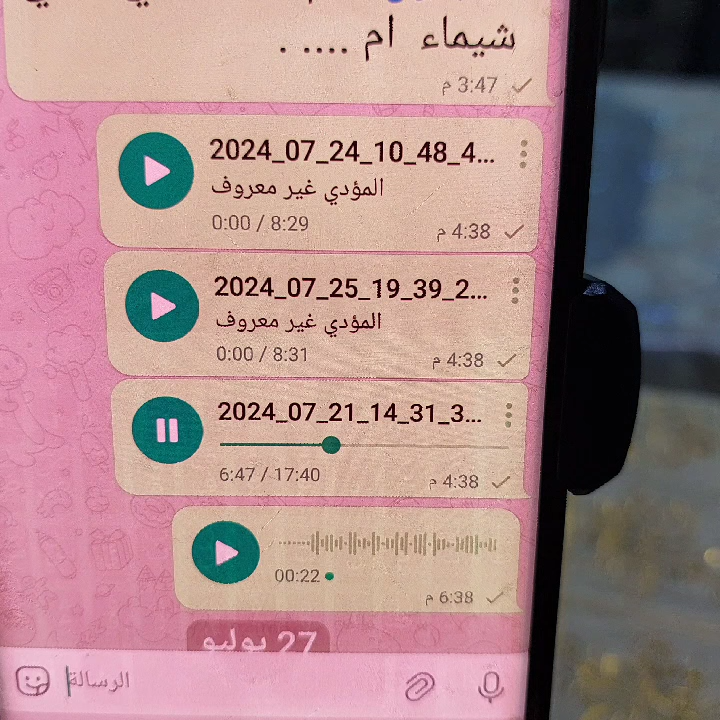 شيماء ام .... .
3:47 م
2024_07_24_10_48_4...
المؤدي غير معروف
0:00 / 8:29
4:38 م
2024_07_25_19_39_2...
المؤدي غير معروف
0:00 / 8:31
4:38 م
2024_07_21_14_31_3...
6:47 / 17:40
4:38 م
00:22
6:38 م
27 يوليو
الرسالة